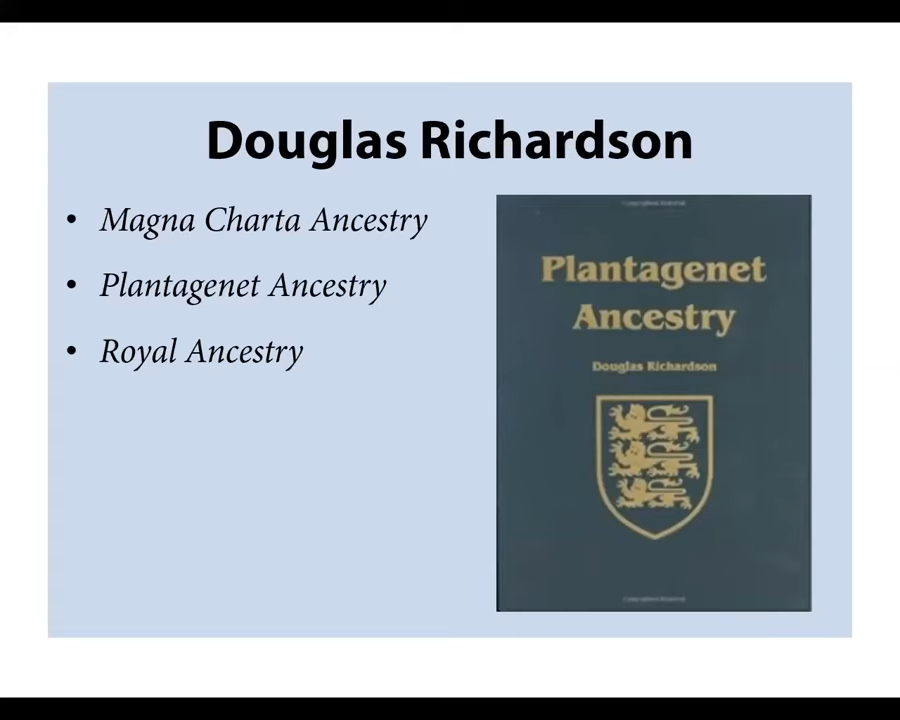 Douglas Richardson
• Magna Charta Ancestry
• Plantagenet Ancestry
• Royal Ancestry
Plantagenet
Ancestry
Douglas Richardson